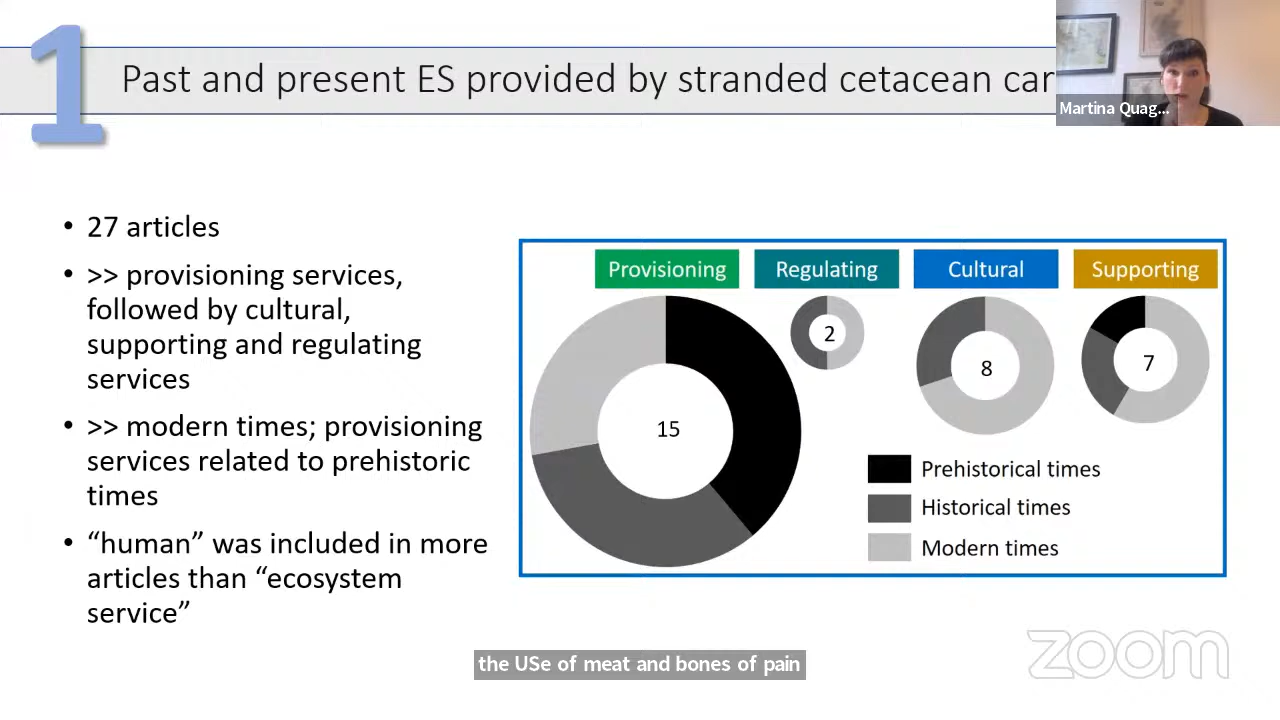 1
Past and present ES provided by stranded cetacean car
Martina Quag...
• 27 articles
• >> provisioning services,
followed by cultural,
supporting and regulating
services
• >> modern times; provisioning
services related to prehistoric
times
• “human” was included in more
articles than “ecosystem
service”
Provisioning
Regulating
Cultural
Supporting
15
2
8
7
Prehistorical times
Historical times
Modern times
the USe of meat and bones of pain
zoom